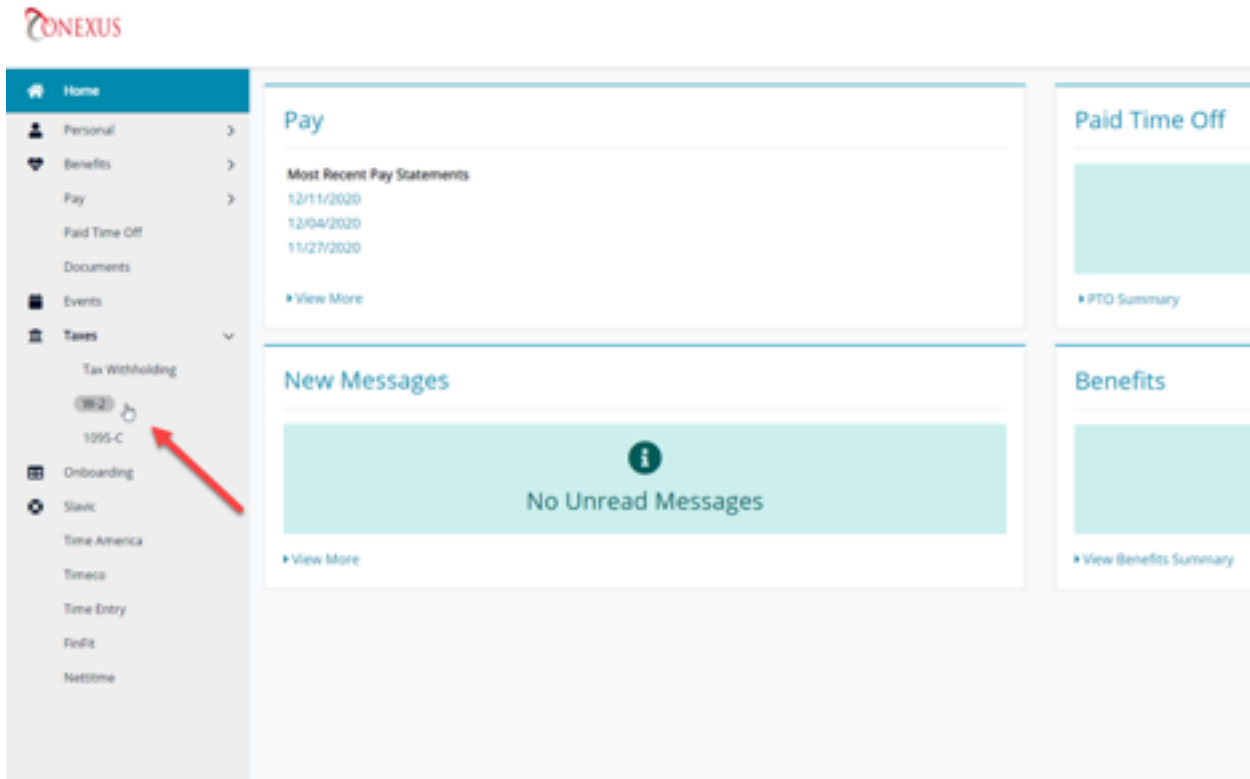 CONEXUS
Home
Personal
Benefits
Pay
Paid Time Off
Documents
Events
Taxes
Tax Withholding
W-2
1095-C
Onboarding
Slavic
Time America
Timeco
Time Entry
FinFit
Nettime
Pay
Most Recent Pay Statements
12/11/2020
12/04/2020
11/27/2020
View More
Paid Time Off
PTO Summary
New Messages
No Unread Messages
View More
Benefits
View Benefits Summary